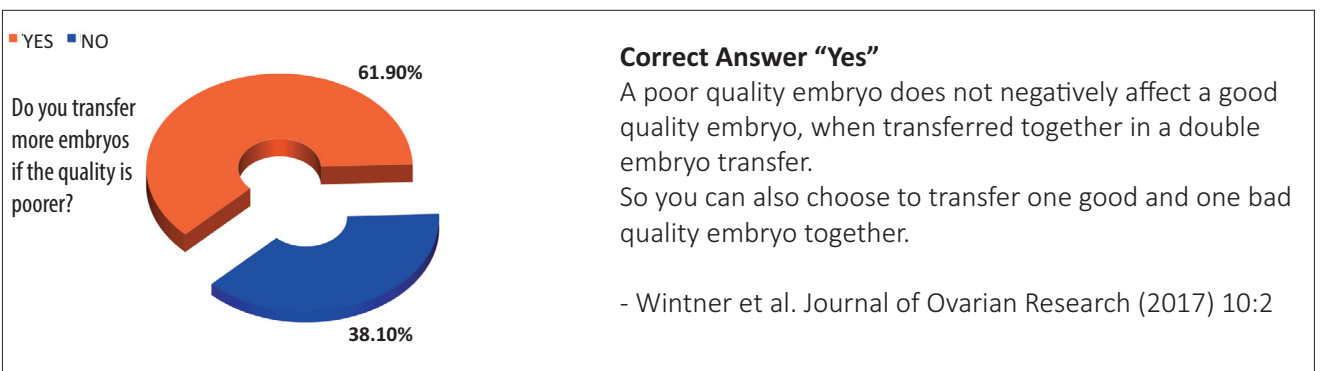 YES NO
61.90%
Do you transfer
more embryos
if the quality is
poorer?
38.10%
Correct Answer “Yes”
A poor quality embryo does not negatively affect a good
quality embryo, when transferred together in a double
embryo transfer.
So you can also choose to transfer one good and one bad
quality embryo together.
- Wintner et al. Journal of Ovarian Research (2017) 10:2